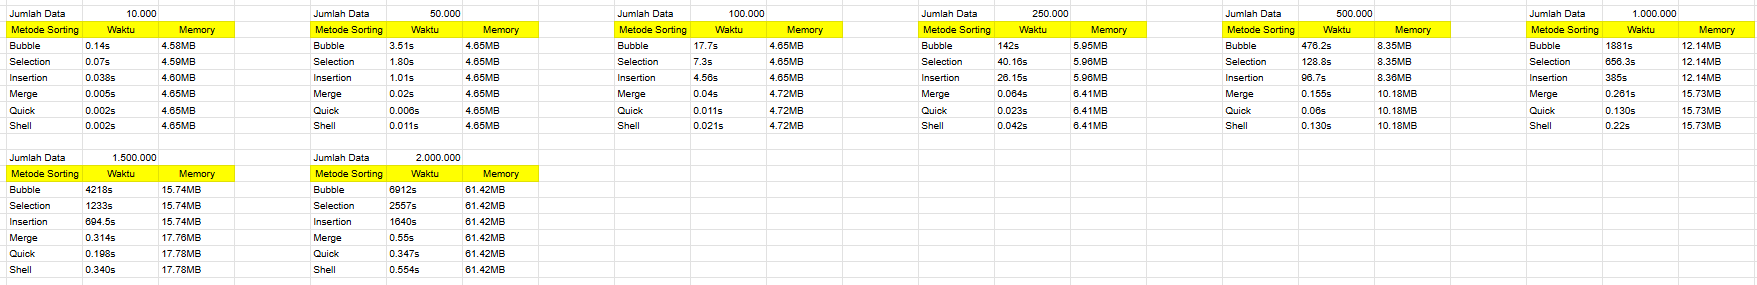 Jumlah Data 10.000 Jumlah Data 50.000 Jumlah Data 100.000 Jumlah Data 250.000 Jumlah Data 500.000 Jumlah Data 1.000.000
Metode Sorting Waktu Memory Metode Sorting Waktu Memory Metode Sorting Waktu Memory Metode Sorting Waktu Memory Metode Sorting Waktu Memory Metode Sorting Waktu Memory
Bubble 0.14s 4.58MB Bubble 3.51s 4.65MB Bubble 17.7s 4.65MB Bubble 142s 5.95MB Bubble 476.2s 8.35MB Bubble 1881s 12.14MB
Selection 0.07s 4.59MB Selection 1.80s 4.65MB Selection 7.3s 4.65MB Selection 40.16s 5.96MB Selection 128.8s 8.35MB Selection 656.3s 12.14MB
Insertion 0.038s 4.60MB Insertion 1.01s 4.65MB Insertion 4.56s 4.65MB Insertion 26.15s 5.96MB Insertion 96.7s 8.36MB Insertion 385s 12.14MB
Merge 0.005s 4.65MB Merge 0.02s 4.65MB Merge 0.04s 4.72MB Merge 0.064s 6.41MB Merge 0.155s 10.18MB Merge 0.261s 15.73MB
Quick 0.002s 4.65MB Quick 0.006s 4.65MB Quick 0.011s 4.72MB Quick 0.023s 6.41MB Quick 0.06s 10.18MB Quick 0.130s 15.73MB
Shell 0.002s 4.65MB Shell 0.011s 4.65MB Shell 0.021s 4.72MB Shell 0.042s 6.41MB Shell 0.130s 10.18MB Shell 0.22s 15.73MB
Jumlah Data 1.500.000 Jumlah Data 2.000.000
Metode Sorting Waktu Memory Metode Sorting Waktu Memory
Bubble 4218s 15.74MB Bubble 6912s 61.42MB
Selection 1233s 15.74MB Selection 2557s 61.42MB
Insertion 694.5s 15.74MB Insertion 1640s 61.42MB
Merge 0.314s 17.76MB Merge 0.55s 61.42MB
Quick 0.198s 17.78MB Quick 0.347s 61.42MB
Shell 0.340s 17.78MB Shell 0.554s 61.42MB